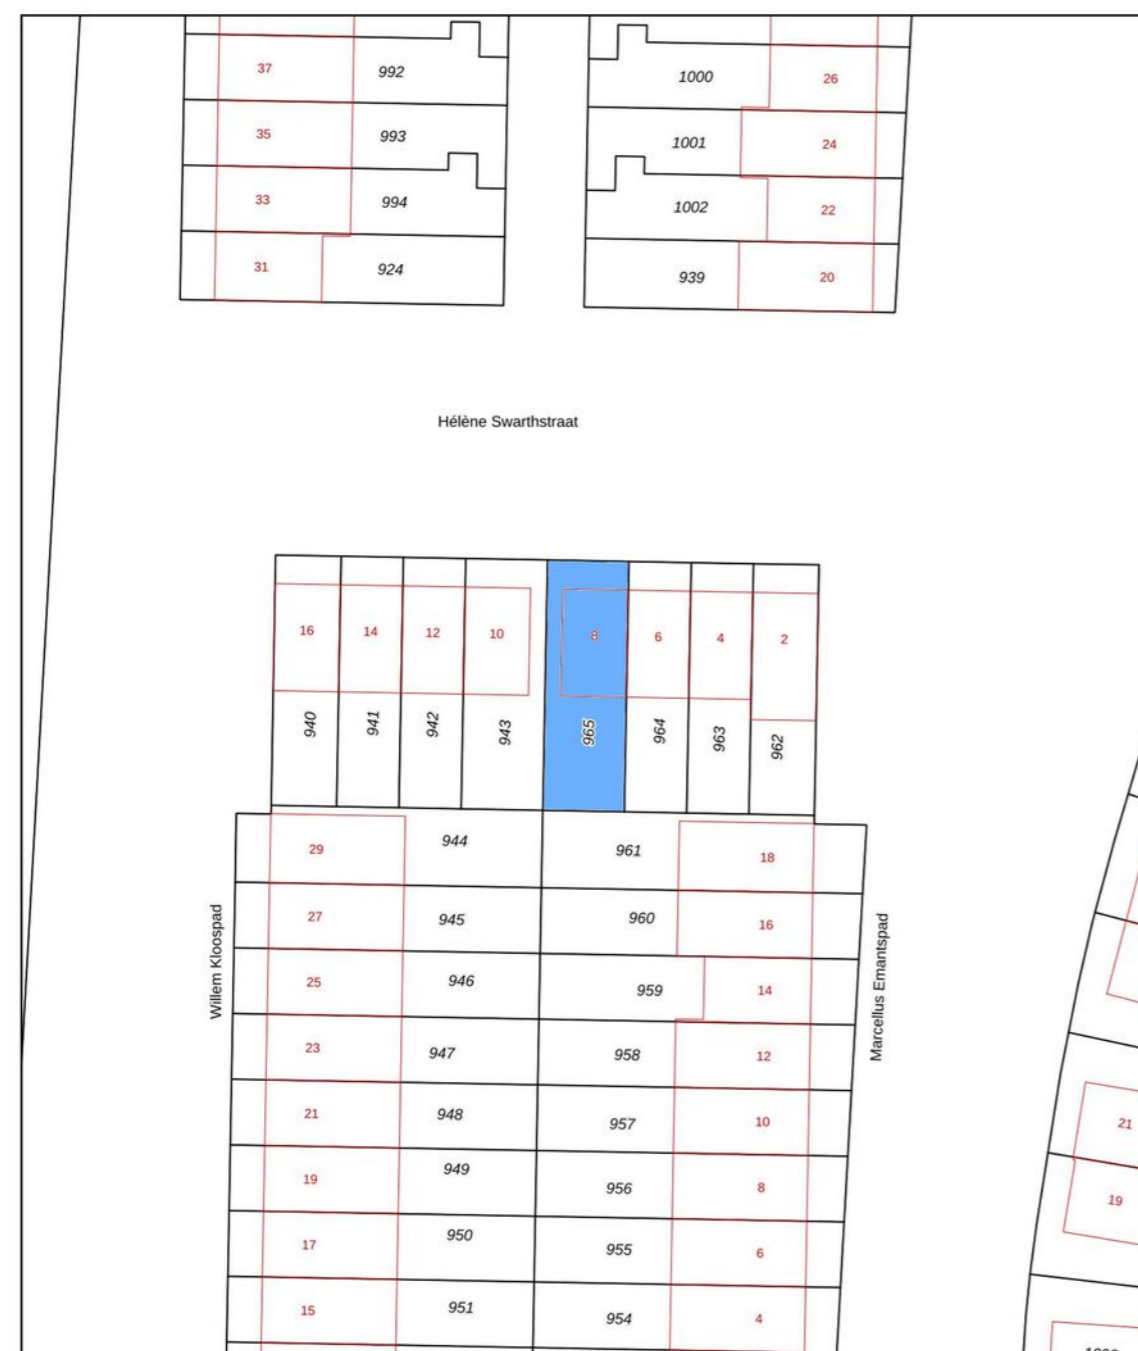 37 992 1000 26
35 993 1001 24
33 994 1002 22
31 924 939 20
Hélène Swarthstraat
16 14 12 10 8 6 4 2
940 941 942 943 965 964 963 962
29 944 961 18
27 945 960 16
25 946 959 14
23 947 958 12
21 948 957 10
19 949 956 8
17 950 955 6
15 951 954 4
Willem Kloospad
Marcellus Emantspad
21
19